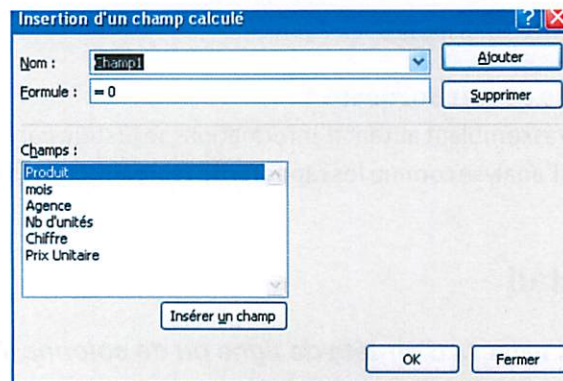 Insertion d'un champ calculé
Nom : Champ1 Ajouter
Formule : = 0 Supprimer
Champs :
Produit
mois
Agence
Nb d'unités
Chiffre
Prix Unitaire
Insérer un champ
OK Fermer